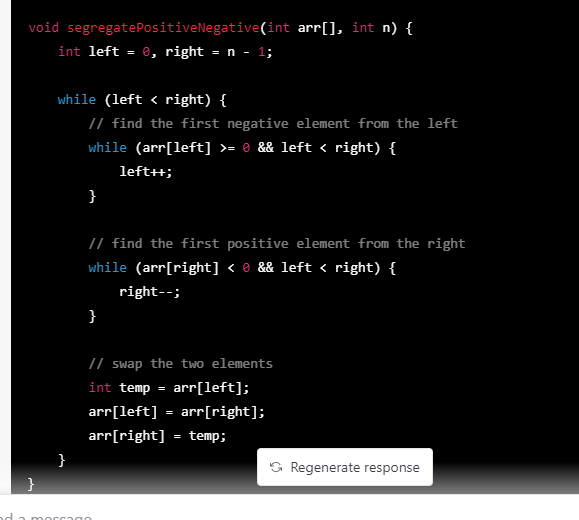 void segregatePositiveNegative(int arr[], int n) {
    int left = 0, right = n - 1;

    while (left < right) {
        // find the first negative element from the left
        while (arr[left] >= 0 && left < right) {
            left++;
        }

        // find the first positive element from the right
        while (arr[right] < 0 && left < right) {
            right--;
        }

        // swap the two elements
        int temp = arr[left];
        arr[left] = arr[right];
        arr[right] = temp;
    }
Regenerate response
}
a message